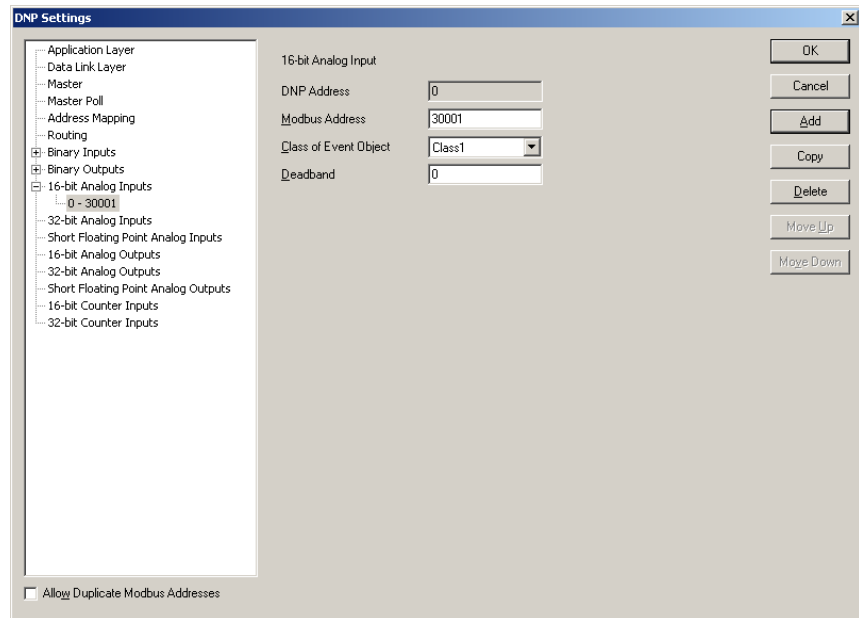 DNP Settings
Application Layer
Data Link Layer
Master
Master Poll
Address Mapping
Routing
Binary Inputs
Binary Outputs
16-bit Analog Inputs
0 - 30001
32-bit Analog Inputs
Short Floating Point Analog Inputs
16-bit Analog Outputs
32-bit Analog Outputs
Short Floating Point Analog Outputs
16-bit Counter Inputs
32-bit Counter Inputs
Allow Duplicate Modbus Addresses
16-bit Analog Input
DNP Address 0
Modbus Address 30001
Class of Event Object Class1
Deadband 0
OK
Cancel
Add
Copy
Delete
Move Up
Move Down